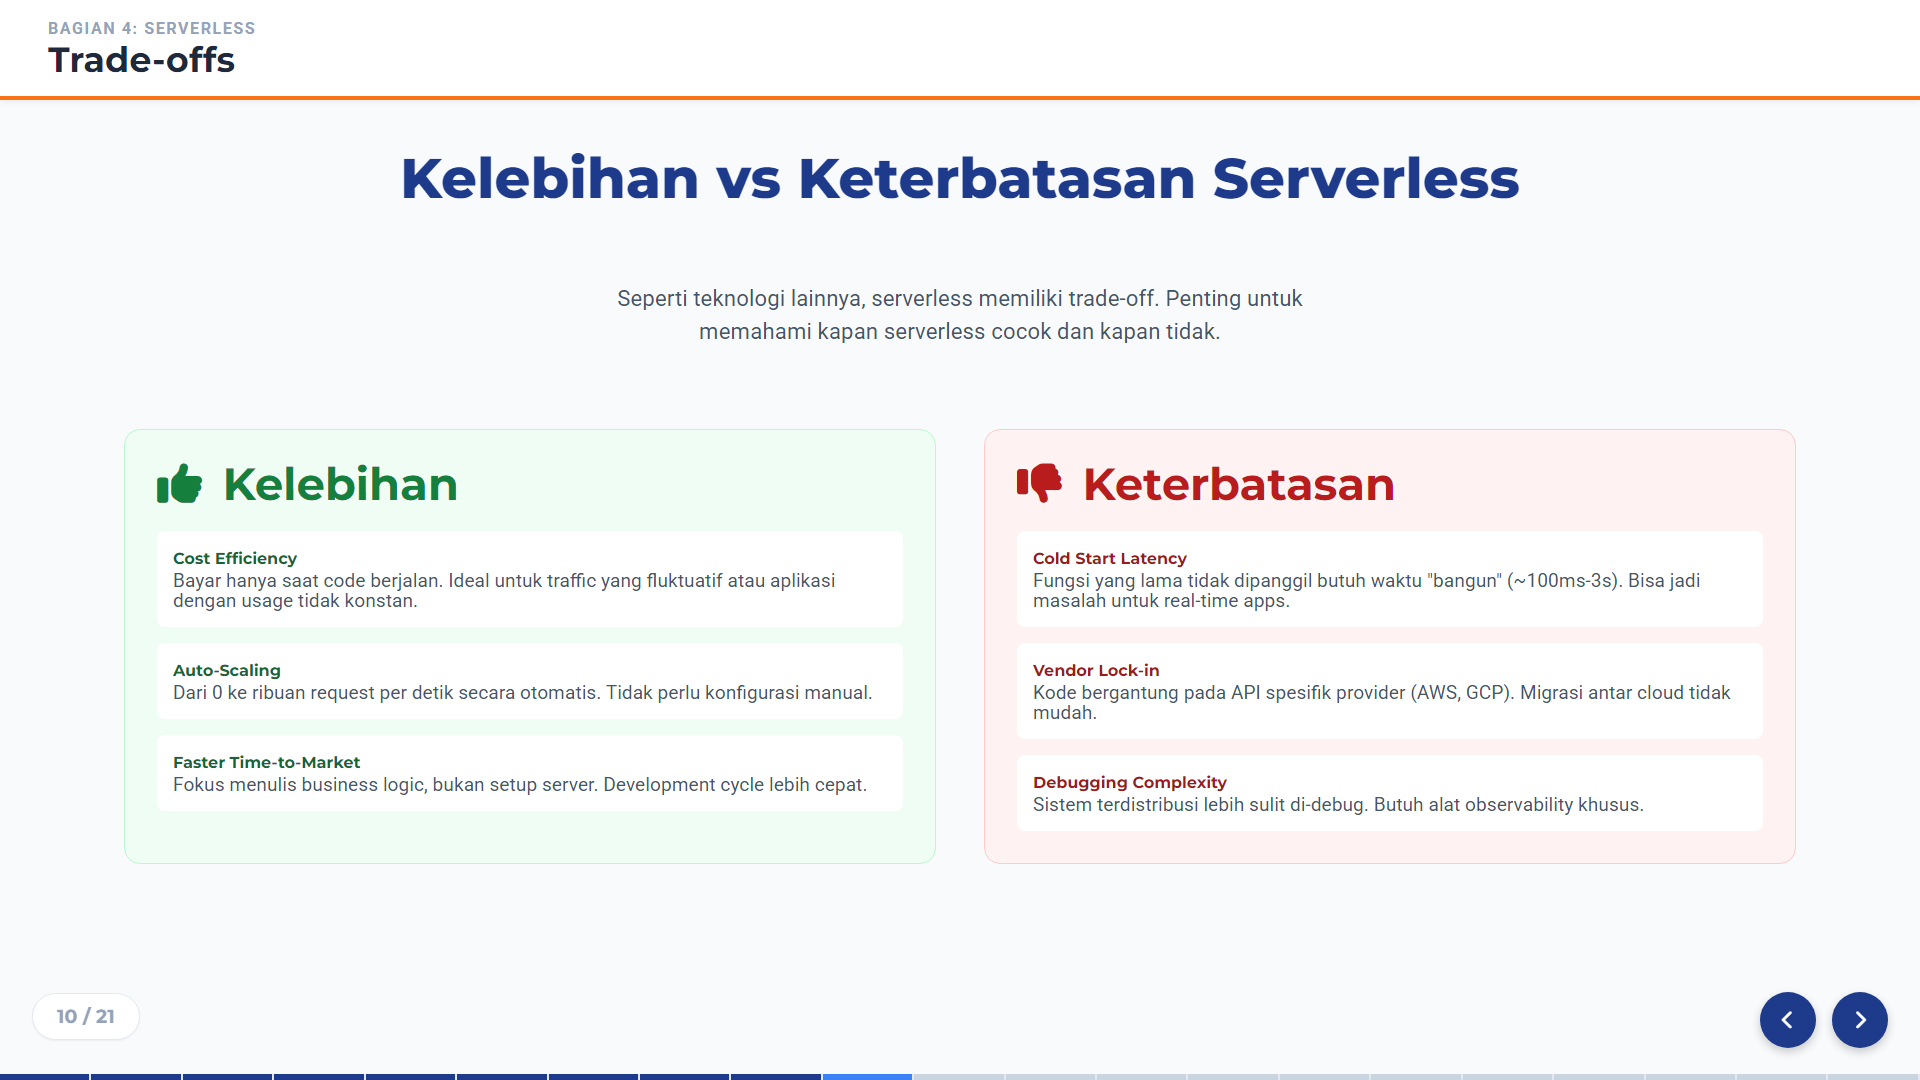 BAGIAN 4: SERVERLESS
Trade-offs
Kelebihan vs Keterbatasan Serverless
Seperti teknologi lainnya, serverless memiliki trade-off. Penting untuk
memahami kapan serverless cocok dan kapan tidak.
Kelebihan
Cost Efficiency
Bayar hanya saat code berjalan. Ideal untuk traffic yang fluktuatif atau aplikasi
dengan usage tidak konstan.
Auto-Scaling
Dari 0 ke ribuan request per detik secara otomatis. Tidak perlu konfigurasi manual.
Faster Time-to-Market
Fokus menulis business logic, bukan setup server. Development cycle lebih cepat.
Keterbatasan
Cold Start Latency
Fungsi yang lama tidak dipanggil butuh waktu "bangun" (~100ms-3s). Bisa jadi
masalah untuk real-time apps.
Vendor Lock-in
Kode bergantung pada API spesifik provider (AWS, GCP). Migrasi antar cloud tidak
mudah.
Debugging Complexity
Sistem terdistribusi lebih sulit di-debug. Butuh alat observability khusus.
10 / 21